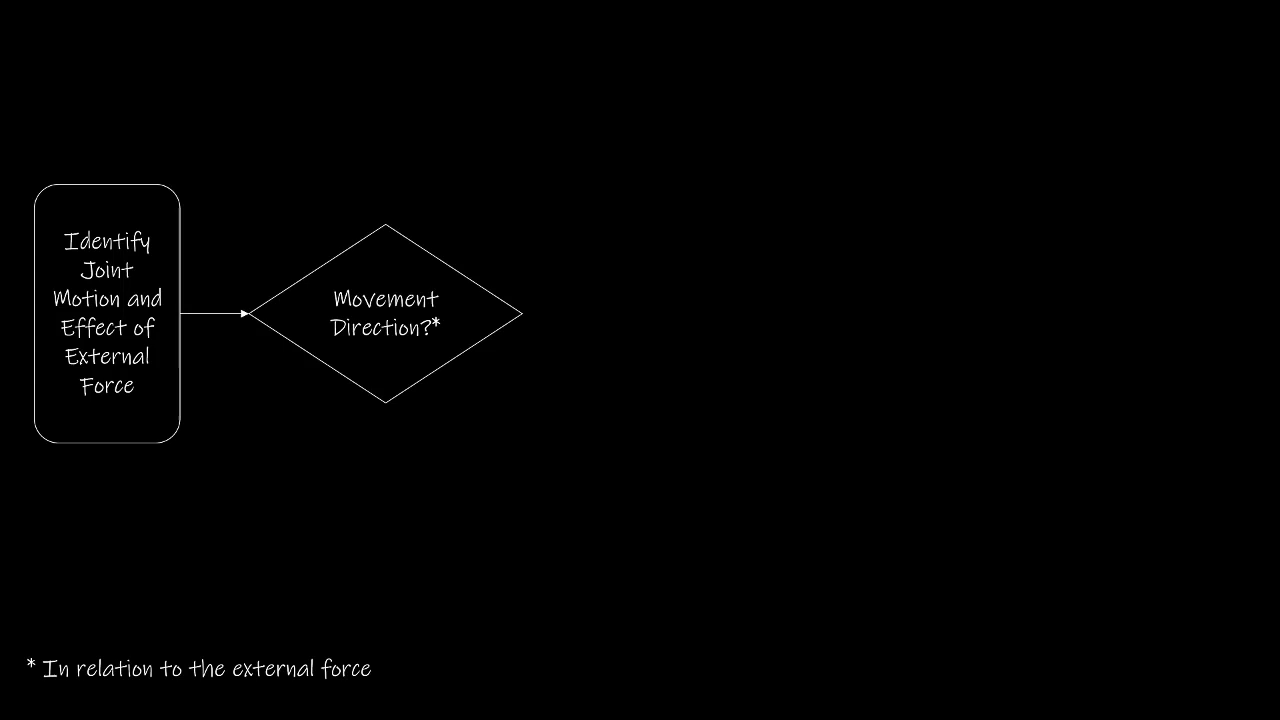 Identify
Joint
Motion and
Effect of
External
Force
Movement
Direction?*
* In relation to the external force